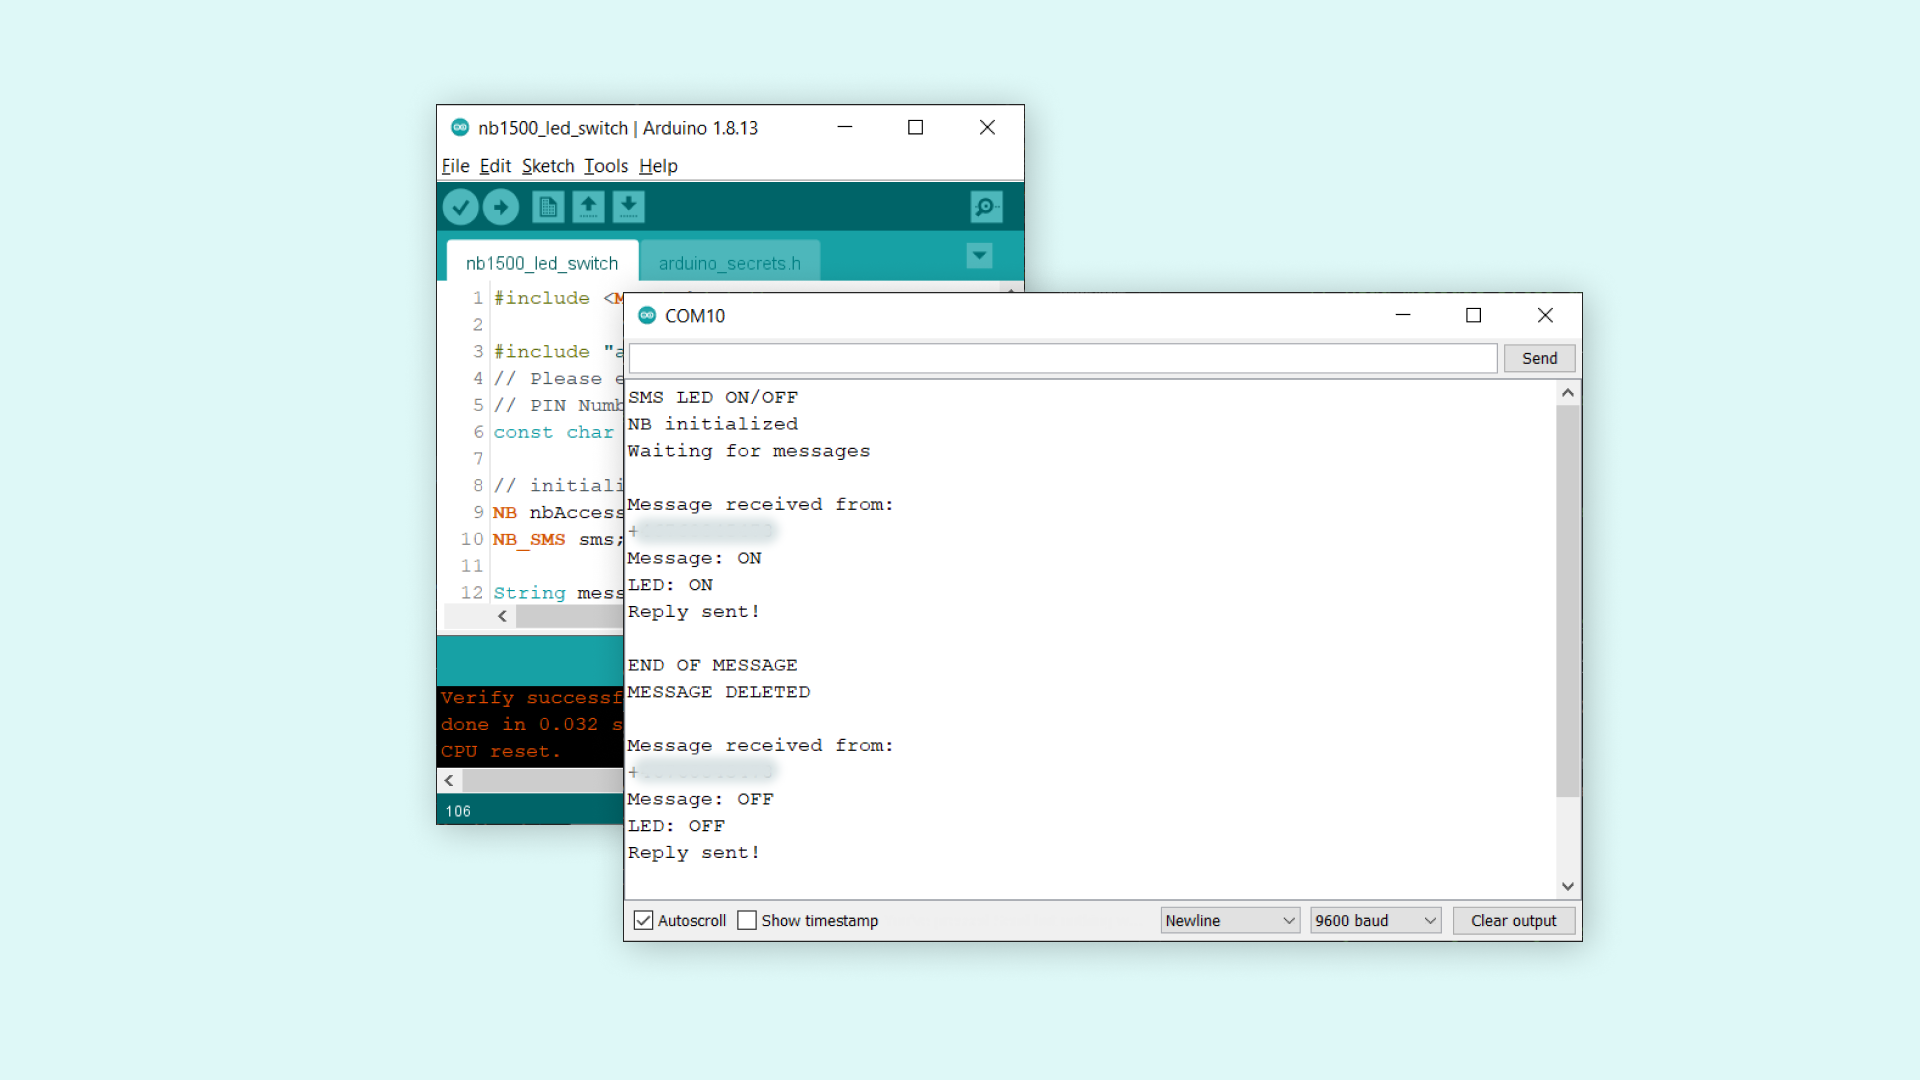 nb1500_led_switch | Arduino 1.8.13
File Edit Sketch Tools Help
nb1500_led_switch
arduino_secrets.h
1 #include <M
2
3 #include "a
4 // Please e
5 // PIN Numb
6 const char
7
8 // initiali
9 NB nbAccess
10 NB_SMS sms;
11
12 String mess
Verify successf
done in 0.032 s
CPU reset.
106
COM10
Send
SMS LED ON/OFF
NB initialized
Waiting for messages
Message received from:
+
Message: ON
LED: ON
Reply sent!
END OF MESSAGE
MESSAGE DELETED
Message received from:
+
Message: OFF
LED: OFF
Reply sent!
Autoscroll Show timestamp Newline 9600 baud Clear output